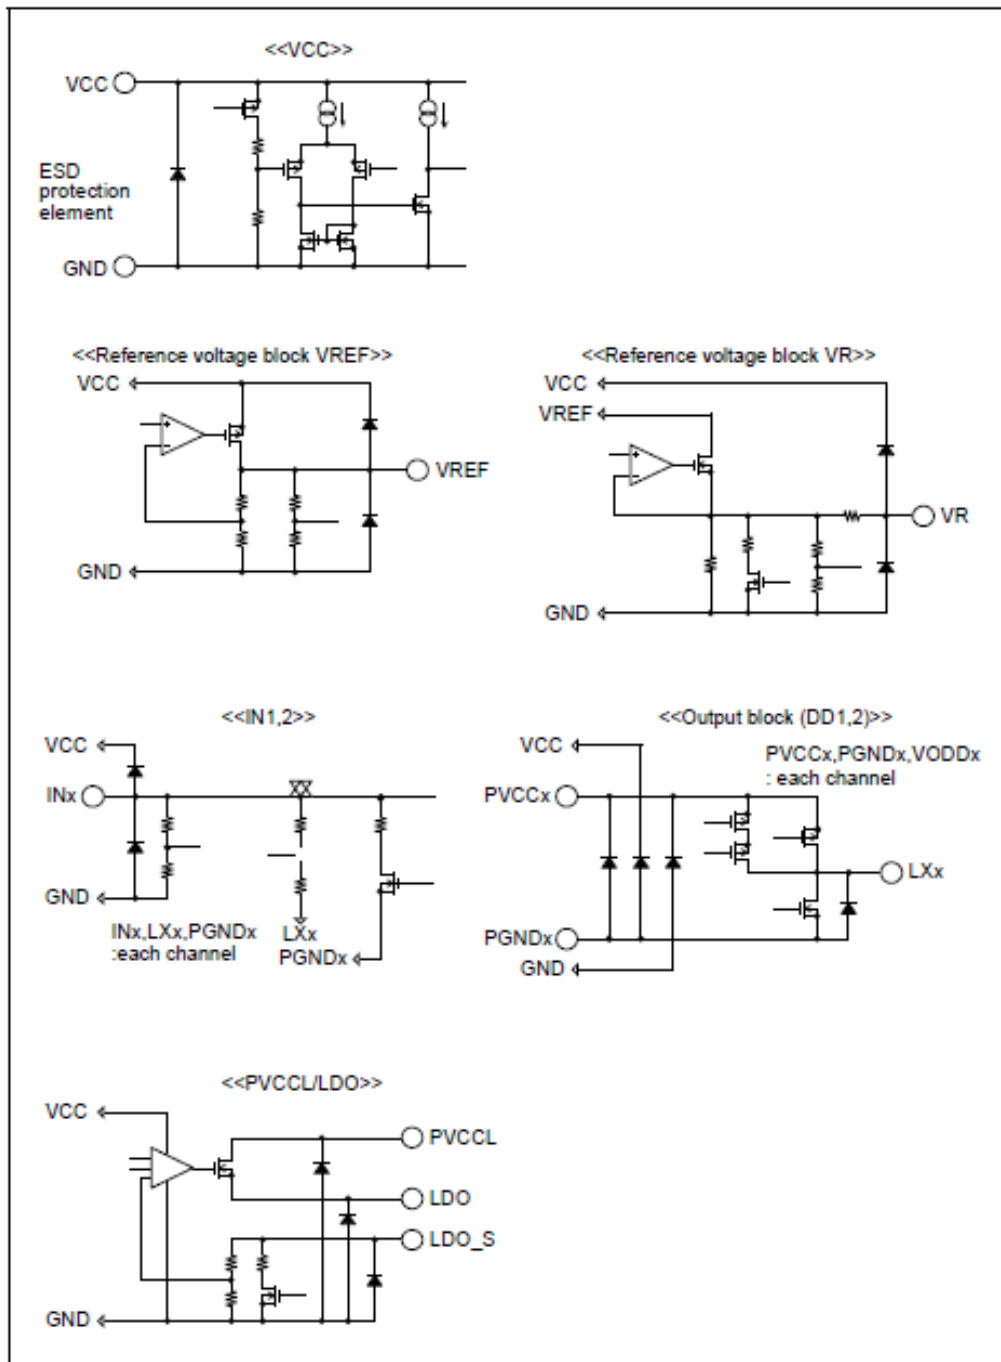 <<VCC>>
VCC
ESD
protection
element
GND
<<Reference voltage block VREF>>
VCC
+
-
VREF
GND
<<Reference voltage block VR>>
VCC
VREF
+
-
VR
GND
<<IN1,2>>
VCC
INx
GND
INx,LXx,PGNDx
:each channel
LXx
PGNDx
<<Output block (DD1,2)>>
VCC
PVCCx,PGNDx,VODDx
: each channel
PVCCx
LXx
PGNDx
GND
<<PVCCL/LDO>>
VCC
PVCCL
LDO
LDO_S
GND